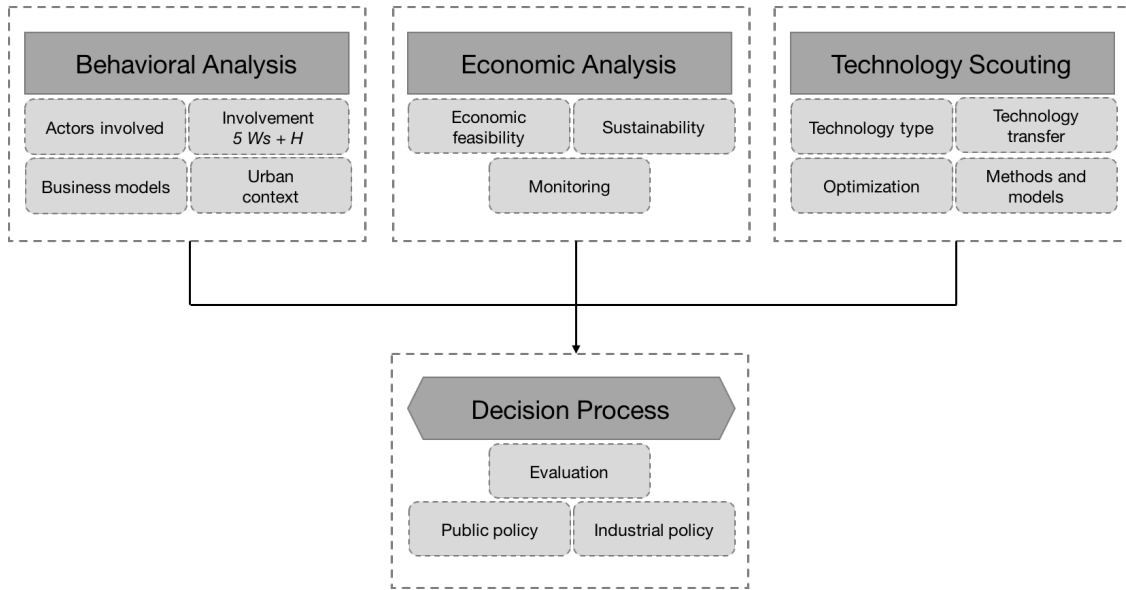 Behavioral Analysis
Actors involved
Involvement
5 Ws + H
Business models
Urban
context
Economic Analysis
Economic
feasibility
Sustainability
Monitoring
Technology Scouting
Technology type
Technology
transfer
Optimization
Methods and
models
Decision Process
Evaluation
Public policy
Industrial policy